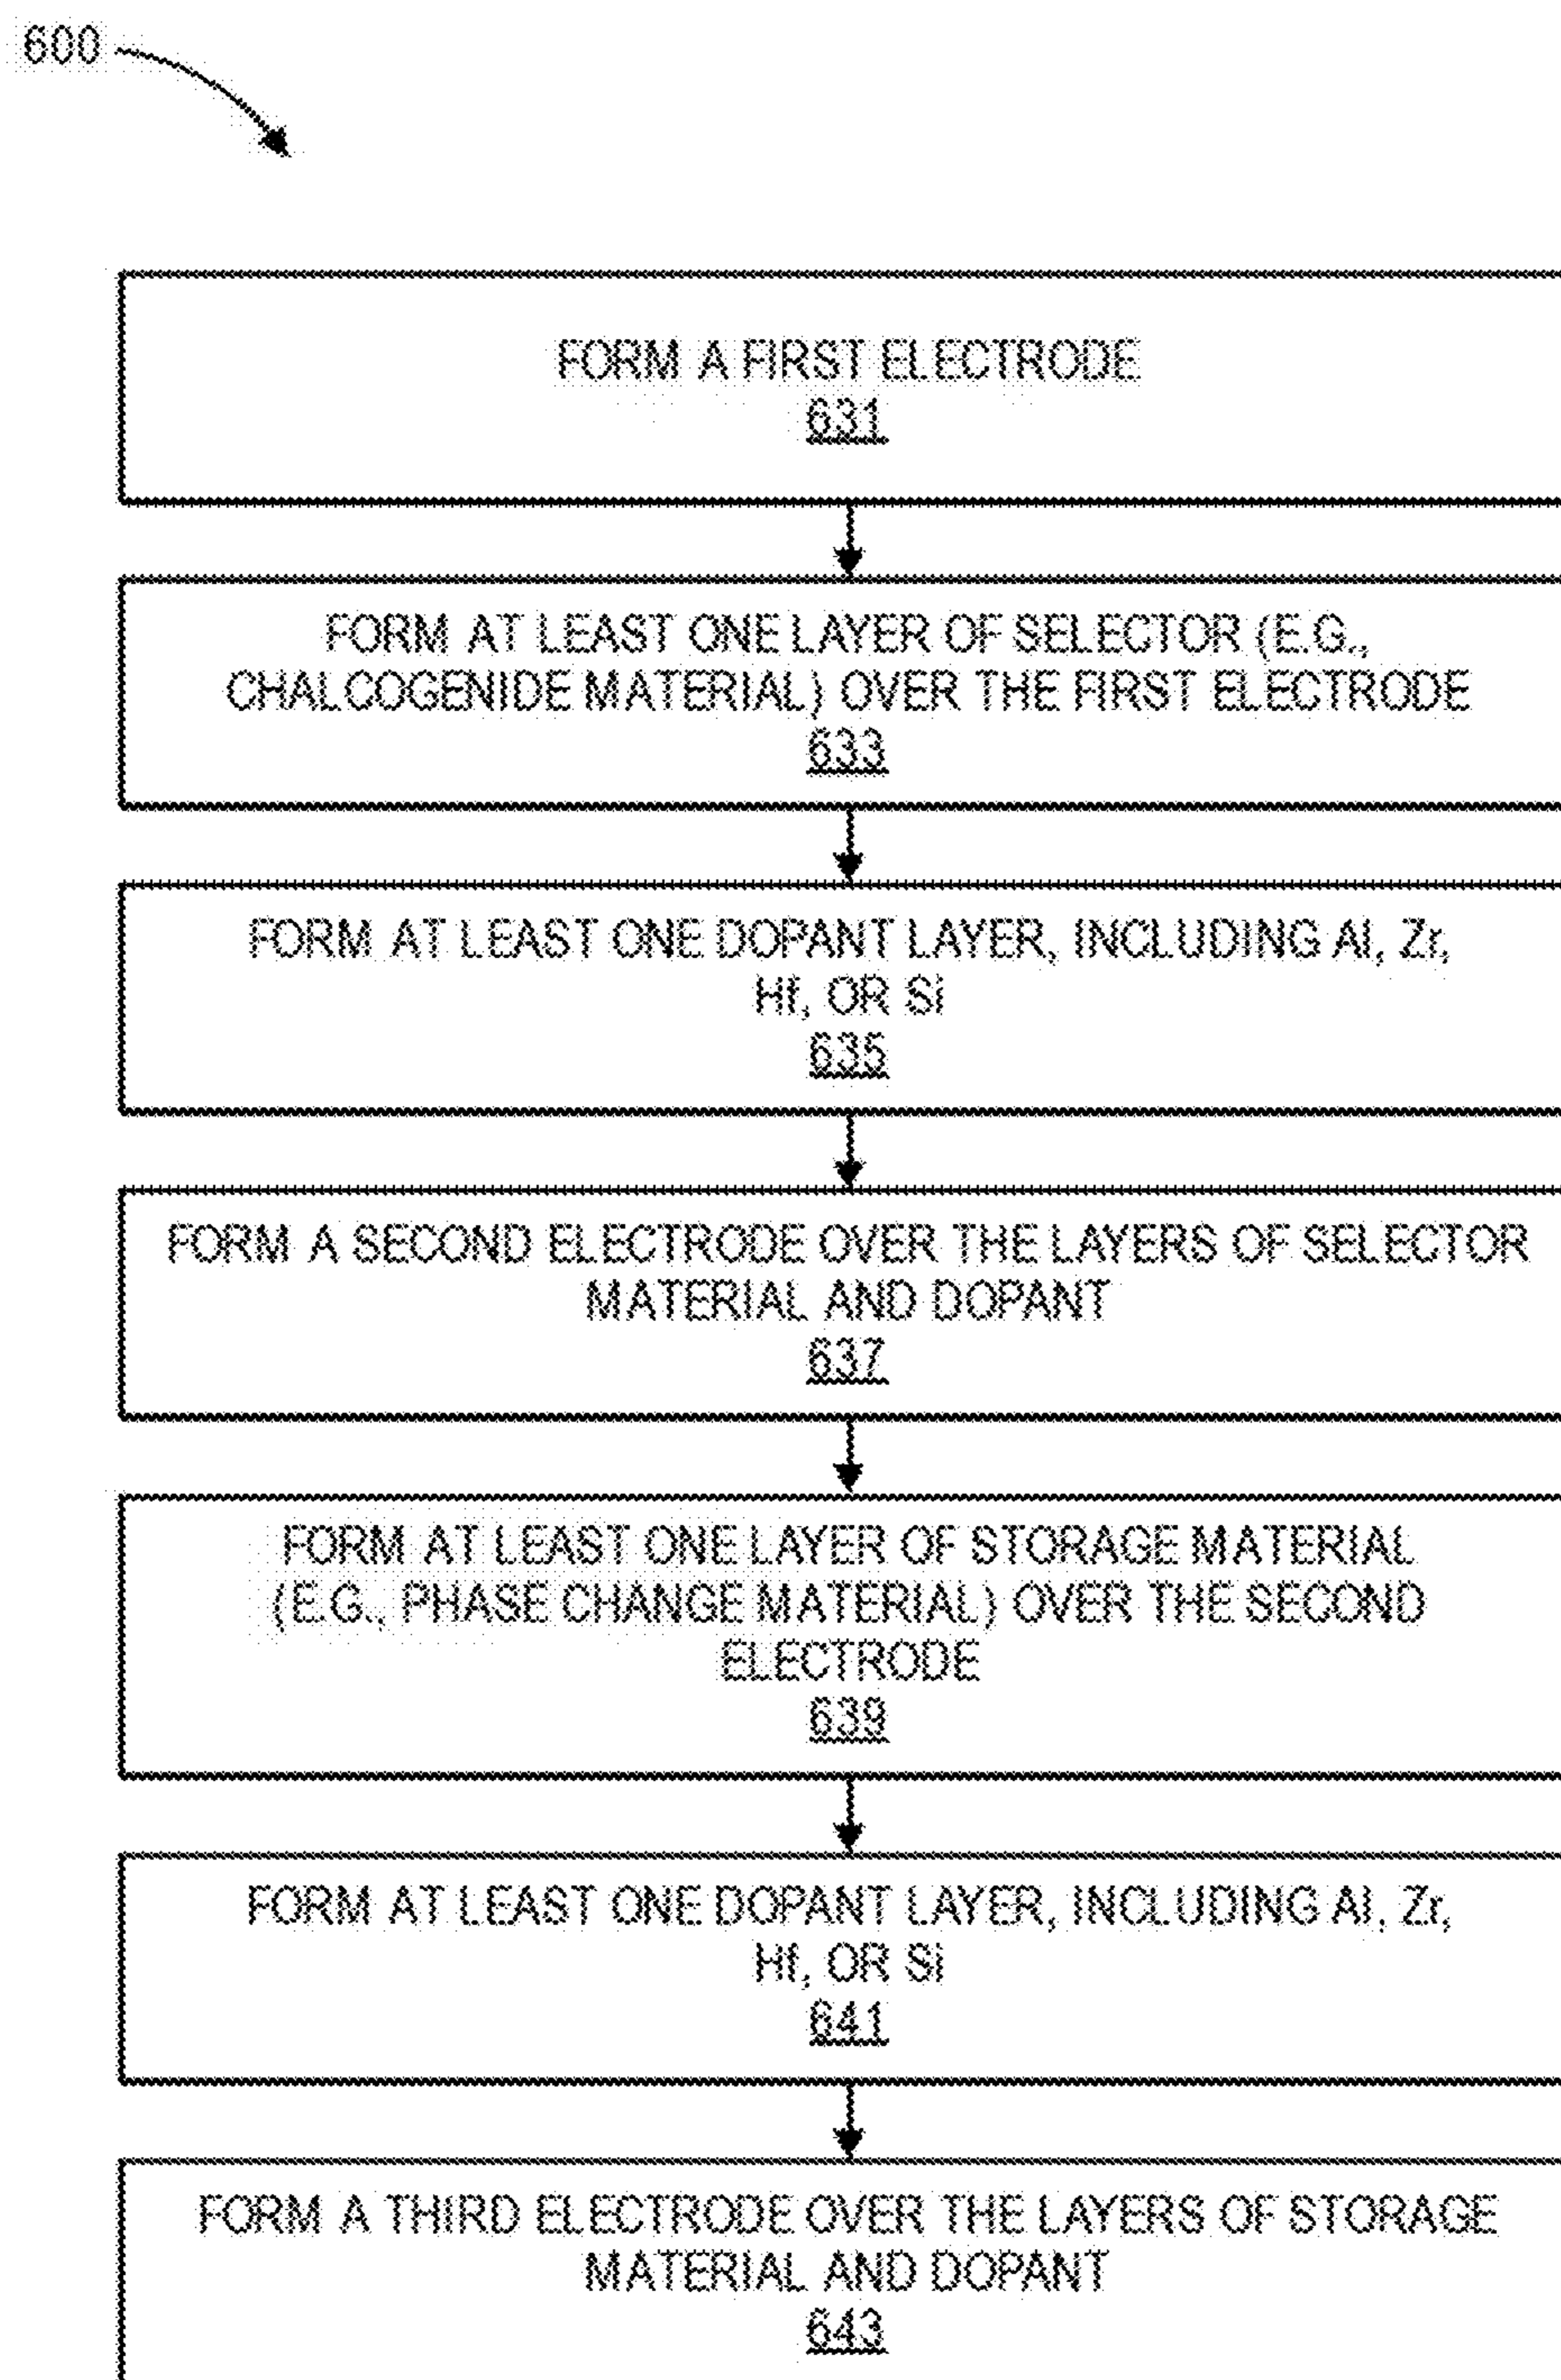 600
FORM A FIRST ELECTRODE
631
FORM AT LEAST ONE LAYER OF SELECTOR (E.G.,
CHALCOGENIDE MATERIAL) OVER THE FIRST ELECTRODE
633
FORM AT LEAST ONE DOPANT LAYER, INCLUDING Al, Zr,
Hf, OR Si
635
FORM A SECOND ELECTRODE OVER THE LAYERS OF SELECTOR
MATERIAL AND DOPANT
637
FORM AT LEAST ONE LAYER OF STORAGE MATERIAL
(E.G., PHASE CHANGE MATERIAL) OVER THE SECOND
ELECTRODE
639
FORM AT LEAST ONE DOPANT LAYER, INCLUDING Al, Zr,
Hf, OR Si
641
FORM A THIRD ELECTRODE OVER THE LAYERS OF STORAGE
MATERIAL AND DOPANT
643